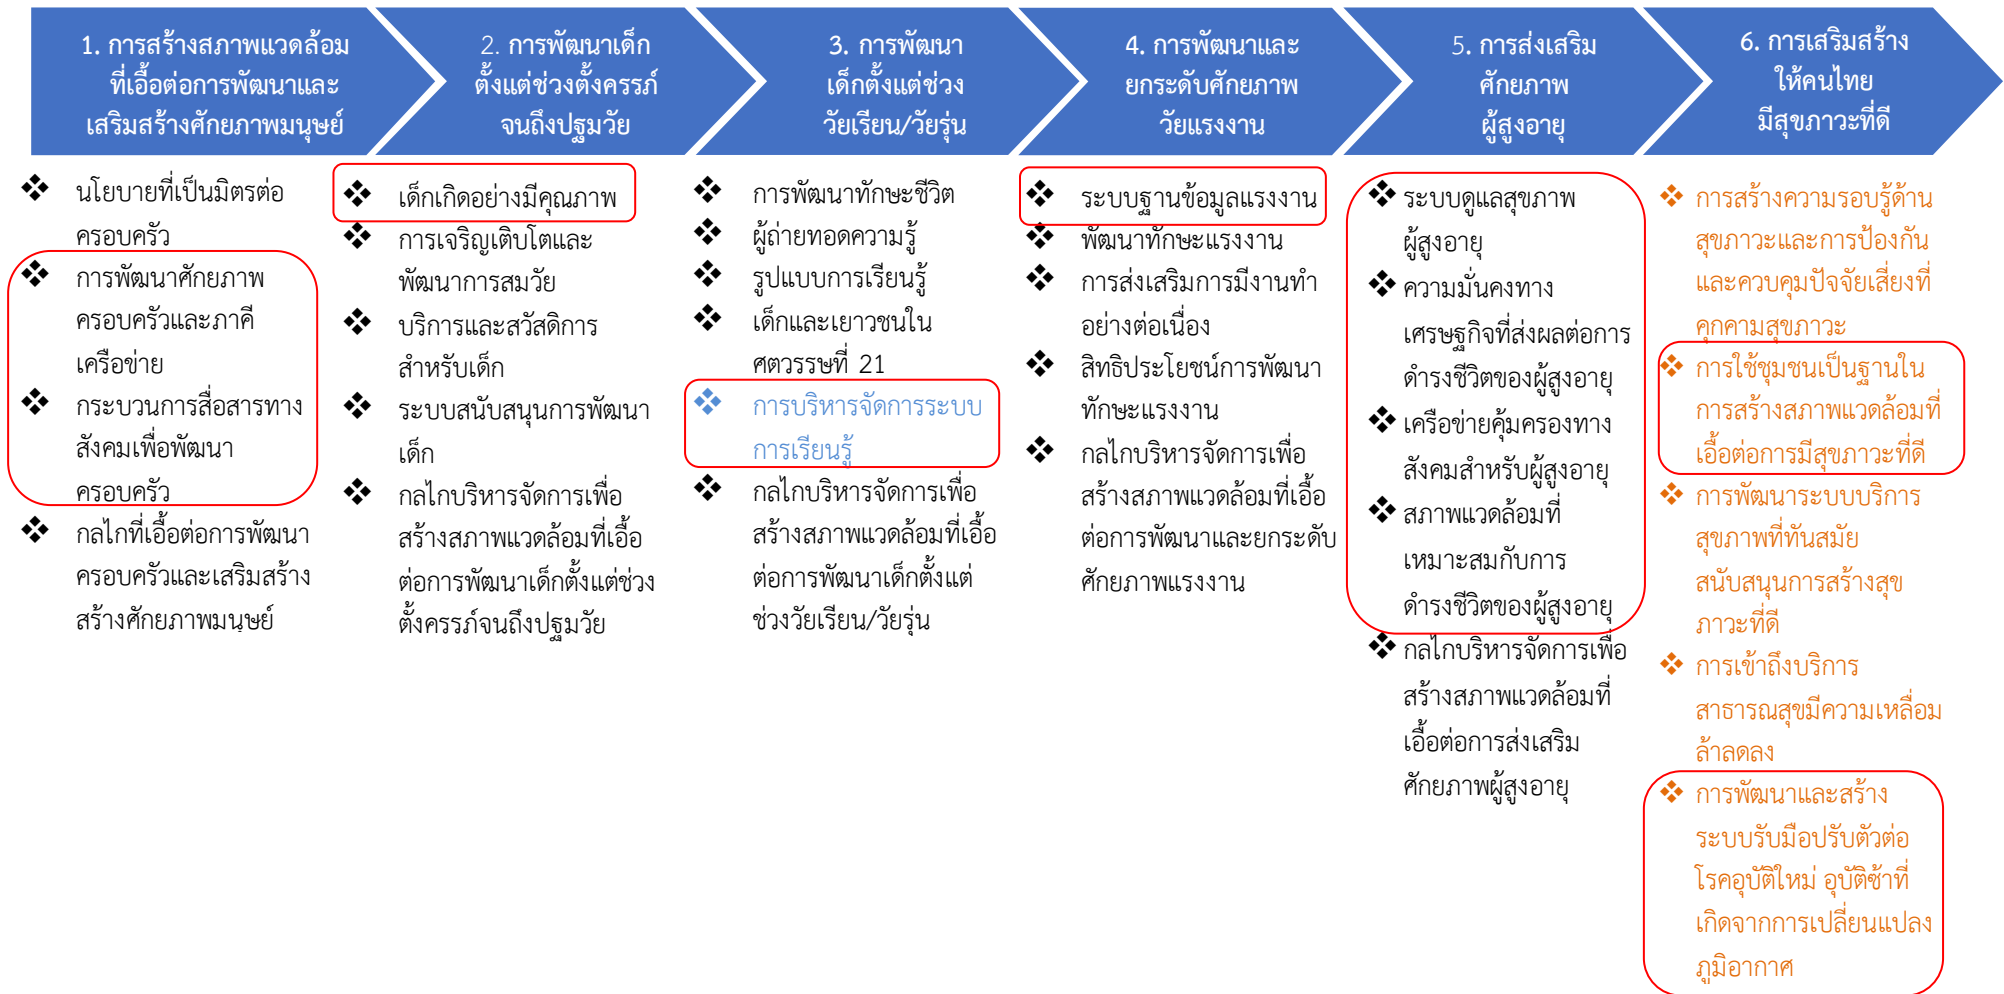 1. การสร้างสภาพแวดล้อม
ที่เอื้อต่อการพัฒนาและ
เสริมสร้างศักยภาพมนุษย์
2. การพัฒนาเด็ก
ตั้งแต่ช่วงตั้งครรภ์
จนถึงปฐมวัย
3. การพัฒนา
เด็กตั้งแต่ช่วง
วัยเรียน/วัยรุ่น
4. การพัฒนาและ
ยกระดับศักยภาพ
วัยแรงงาน
5. การส่งเสริม
ศักยภาพ
ผู้สูงอายุ
6. การเสริมสร้าง
ให้คนไทย
มีสุขภาวะที่ดี
❖ นโยบายที่เป็นมิตรต่อ
ครอบครัว
❖ การพัฒนาศักยภาพ
ครอบครัวและภาคี
เครือข่าย
❖ กระบวนการสื่อสารทาง
สังคมเพื่อพัฒนา
ครอบครัว
❖ กลไกที่เอื้อต่อการพัฒนา
ครอบครัวและเสริมสร้าง
สร้างศักยภาพมนุษย์
❖ เด็กเกิดอย่างมีคุณภาพ
❖ การเจริญเติบโตและ
พัฒนาการสมวัย
❖ บริการและสวัสดิการ
สำหรับเด็ก
❖ ระบบสนับสนุนการพัฒนา
เด็ก
❖ กลไกบริหารจัดการเพื่อ
สร้างสภาพแวดล้อมที่เอื้อ
ต่อการพัฒนาเด็กตั้งแต่ช่วง
ตั้งครรภ์จนถึงปฐมวัย
❖ การพัฒนาทักษะชีวิต
❖ ผู้ถ่ายทอดความรู้
❖ รูปแบบการเรียนรู้
❖ เด็กและเยาวชนใน
ศตวรรษที่ 21
❖ การบริหารจัดการระบบ
การเรียนรู้
❖ กลไกบริหารจัดการเพื่อ
สร้างสภาพแวดล้อมที่เอื้อ
ต่อการพัฒนาเด็กตั้งแต่
ช่วงวัยเรียน/วัยรุ่น
❖ ระบบฐานข้อมูลแรงงาน
❖ พัฒนาทักษะแรงงาน
❖ การส่งเสริมการมีงานทำ
อย่างต่อเนื่อง
❖ สิทธิประโยชน์การพัฒนา
ทักษะแรงงาน
❖ กลไกบริหารจัดการเพื่อ
สร้างสภาพแวดล้อมที่เอื้อ
ต่อการพัฒนาและยกระดับ
ศักยภาพแรงงาน
❖ ระบบดูแลสุขภาพ
ผู้สูงอายุ
❖ ความมั่นคงทาง
เศรษฐกิจที่ส่งผลต่อการ
ดำรงชีวิตของผู้สูงอายุ
❖ เครือข่ายคุ้มครองทาง
สังคมสำหรับผู้สูงอายุ
❖ สภาพแวดล้อมที่
เหมาะสมกับการ
ดำรงชีวิตของผู้สูงอายุ
❖ กลไกบริหารจัดการเพื่อ
สร้างสภาพแวดล้อมที่
เอื้อต่อการส่งเสริม
ศักยภาพผู้สูงอายุ
❖ การสร้างความรอบรู้ด้าน
สุขภาวะและการป้องกัน
และควบคุมปัจจัยเสี่ยงที่
คุกคามสุขภาวะ
❖ การใช้ชุมชนเป็นฐานใน
การสร้างสภาพแวดล้อมที่
เอื้อต่อการมีสุขภาวะที่ดี
❖ การพัฒนาระบบบริการ
สุขภาพที่ทันสมัย
สนับสนุนการสร้างสุข
ภาวะที่ดี
❖ การเข้าถึงบริการ
สาธารณสุขมีความเหลื่อม
ล้ำลดลง
❖ การพัฒนาและสร้าง
ระบบรับมือปรับตัวต่อ
โรคอุบัติใหม่ อุบัติซ้ำที่
เกิดจากการเปลี่ยนแปลง
ภูมิอากาศ